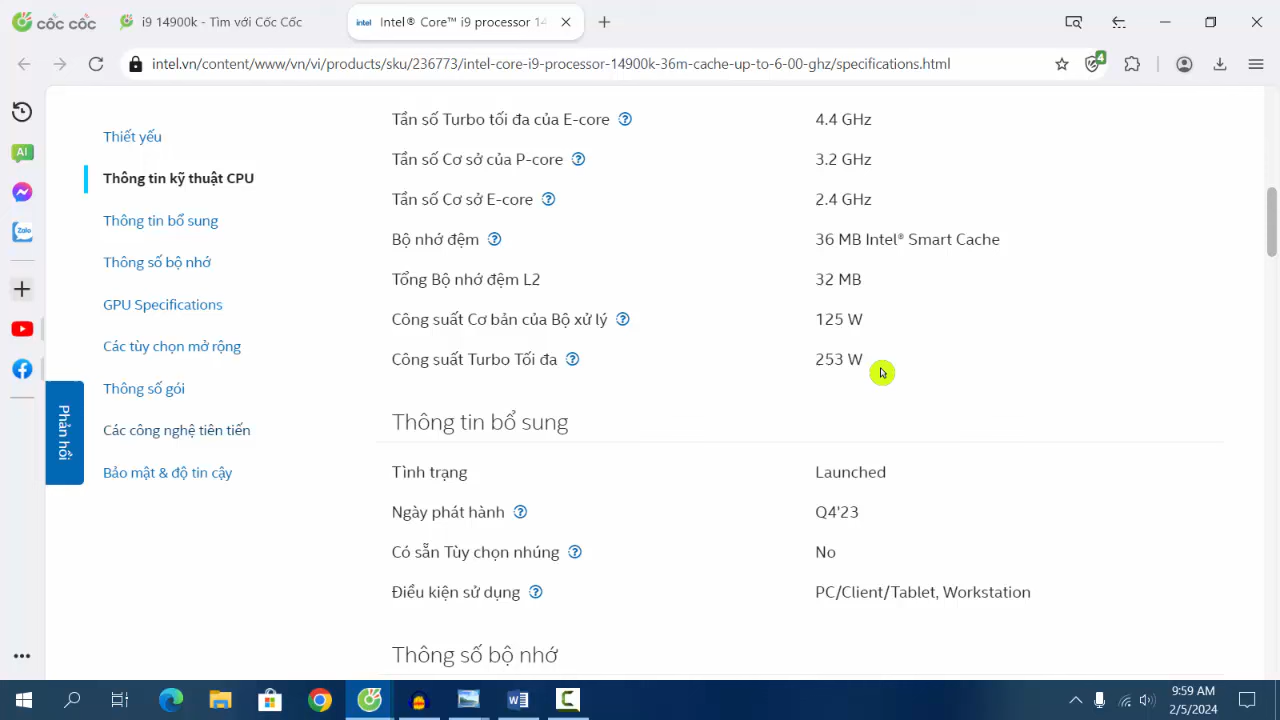 cốc cốc
i9 14900k - Tìm với Cốc Cốc
intel
Intel® Core™ i9 processor 14
intel.vn/content/www/vn/vi/products/sku/236773/intel-core-i9-processor-14900k-36m-cache-up-to-6-00-ghz/specifications.html
4
AI
Zalo
Thiết yếu
Thông tin kỹ thuật CPU
Thông tin bổ sung
Thông số bộ nhớ
GPU Specifications
Các tùy chọn mở rộng
Thông số gói
Các công nghệ tiên tiến
Bảo mật & độ tin cậy
Phản hồi
Tần số Turbo tối đa của E-core ? 4.4 GHz
Tần số Cơ sở của P-core ? 3.2 GHz
Tần số Cơ sở E-core ? 2.4 GHz
Bộ nhớ đệm ? 36 MB Intel® Smart Cache
Tổng Bộ nhớ đệm L2 32 MB
Công suất Cơ bản của Bộ xử lý ? 125 W
Công suất Turbo Tối đa ? 253 W
Thông tin bổ sung
Tình trạng Launched
Ngày phát hành ? Q4'23
Có sẵn Tùy chọn nhúng ? No
Điều kiện sử dụng ? PC/Client/Tablet, Workstation
Thông số bộ nhớ
9:59 AM
2/5/2024